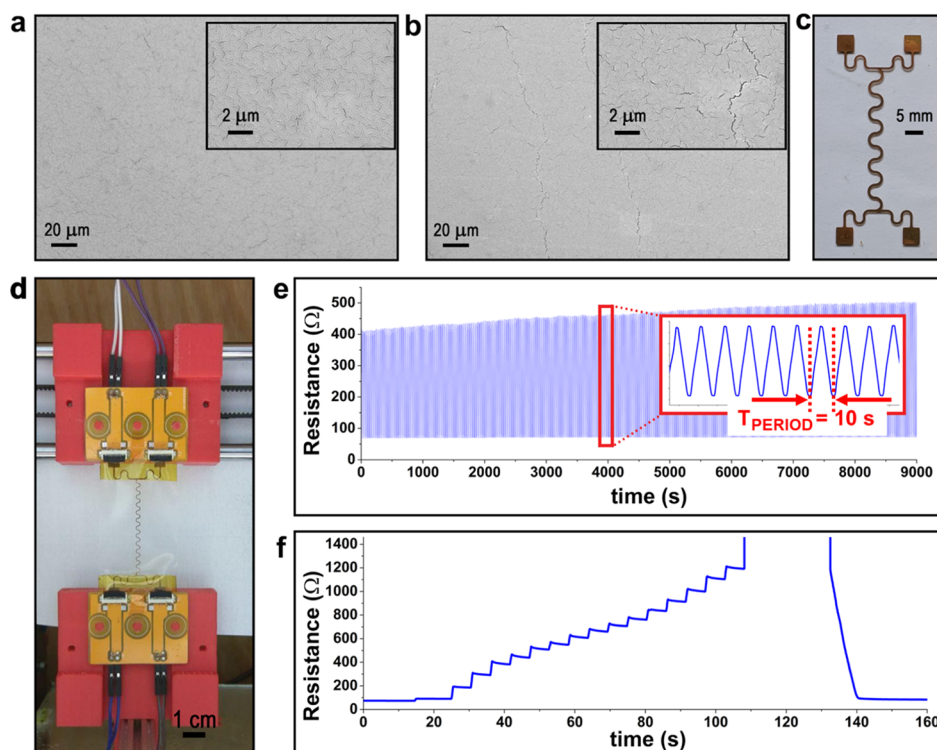 a
2 μm
20 μm
b
2 μm
20 μm
c
5 mm
d
1 cm
e
500
400
300
200
100
0
Resistance (Ω)
T_PERIOD = 10 s
0 1000 2000 3000 4000 5000 6000 7000 8000 9000
time (s)
f
1400
1200
1000
800
600
400
200
0
Resistance (Ω)
0 20 40 60 80 100 120 140 160
time (s)